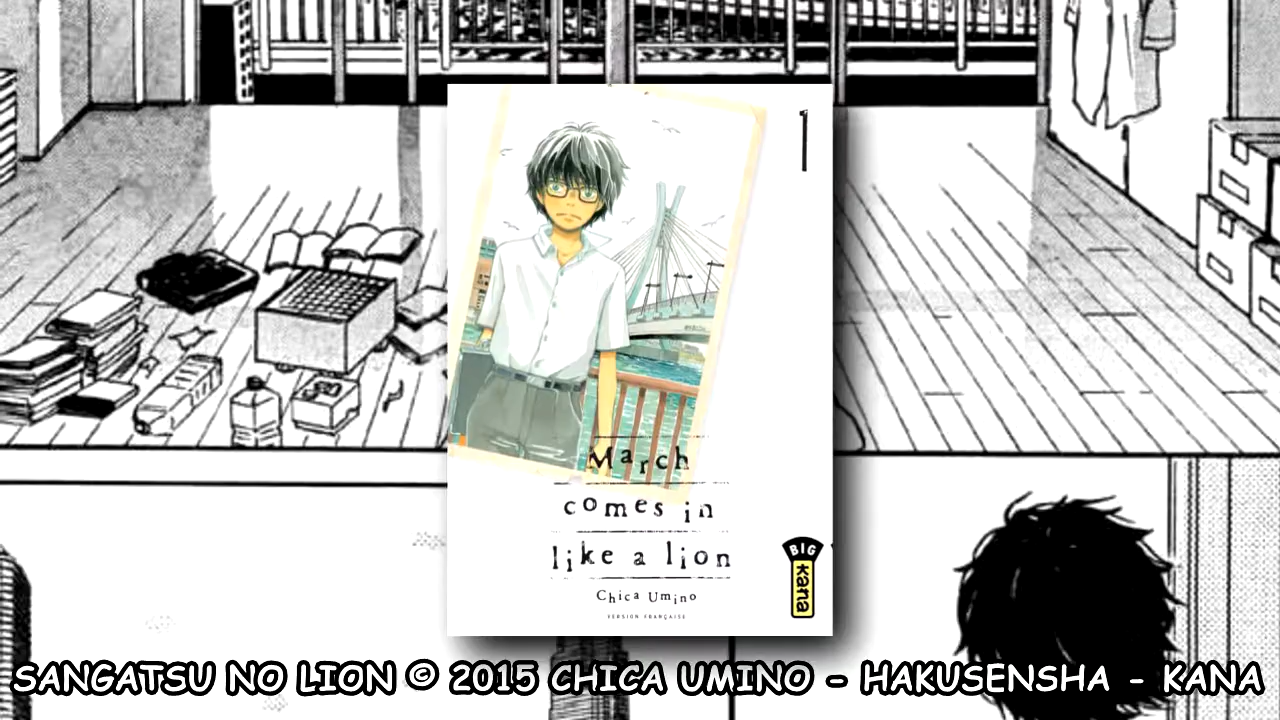 1
March
comes in
like a lion
Chica Umino
VERSION FRANÇAISE
BIG
kana
SANGATSU NO LION © 2015 CHICA UMINO - HAKUSENSHA - KANA